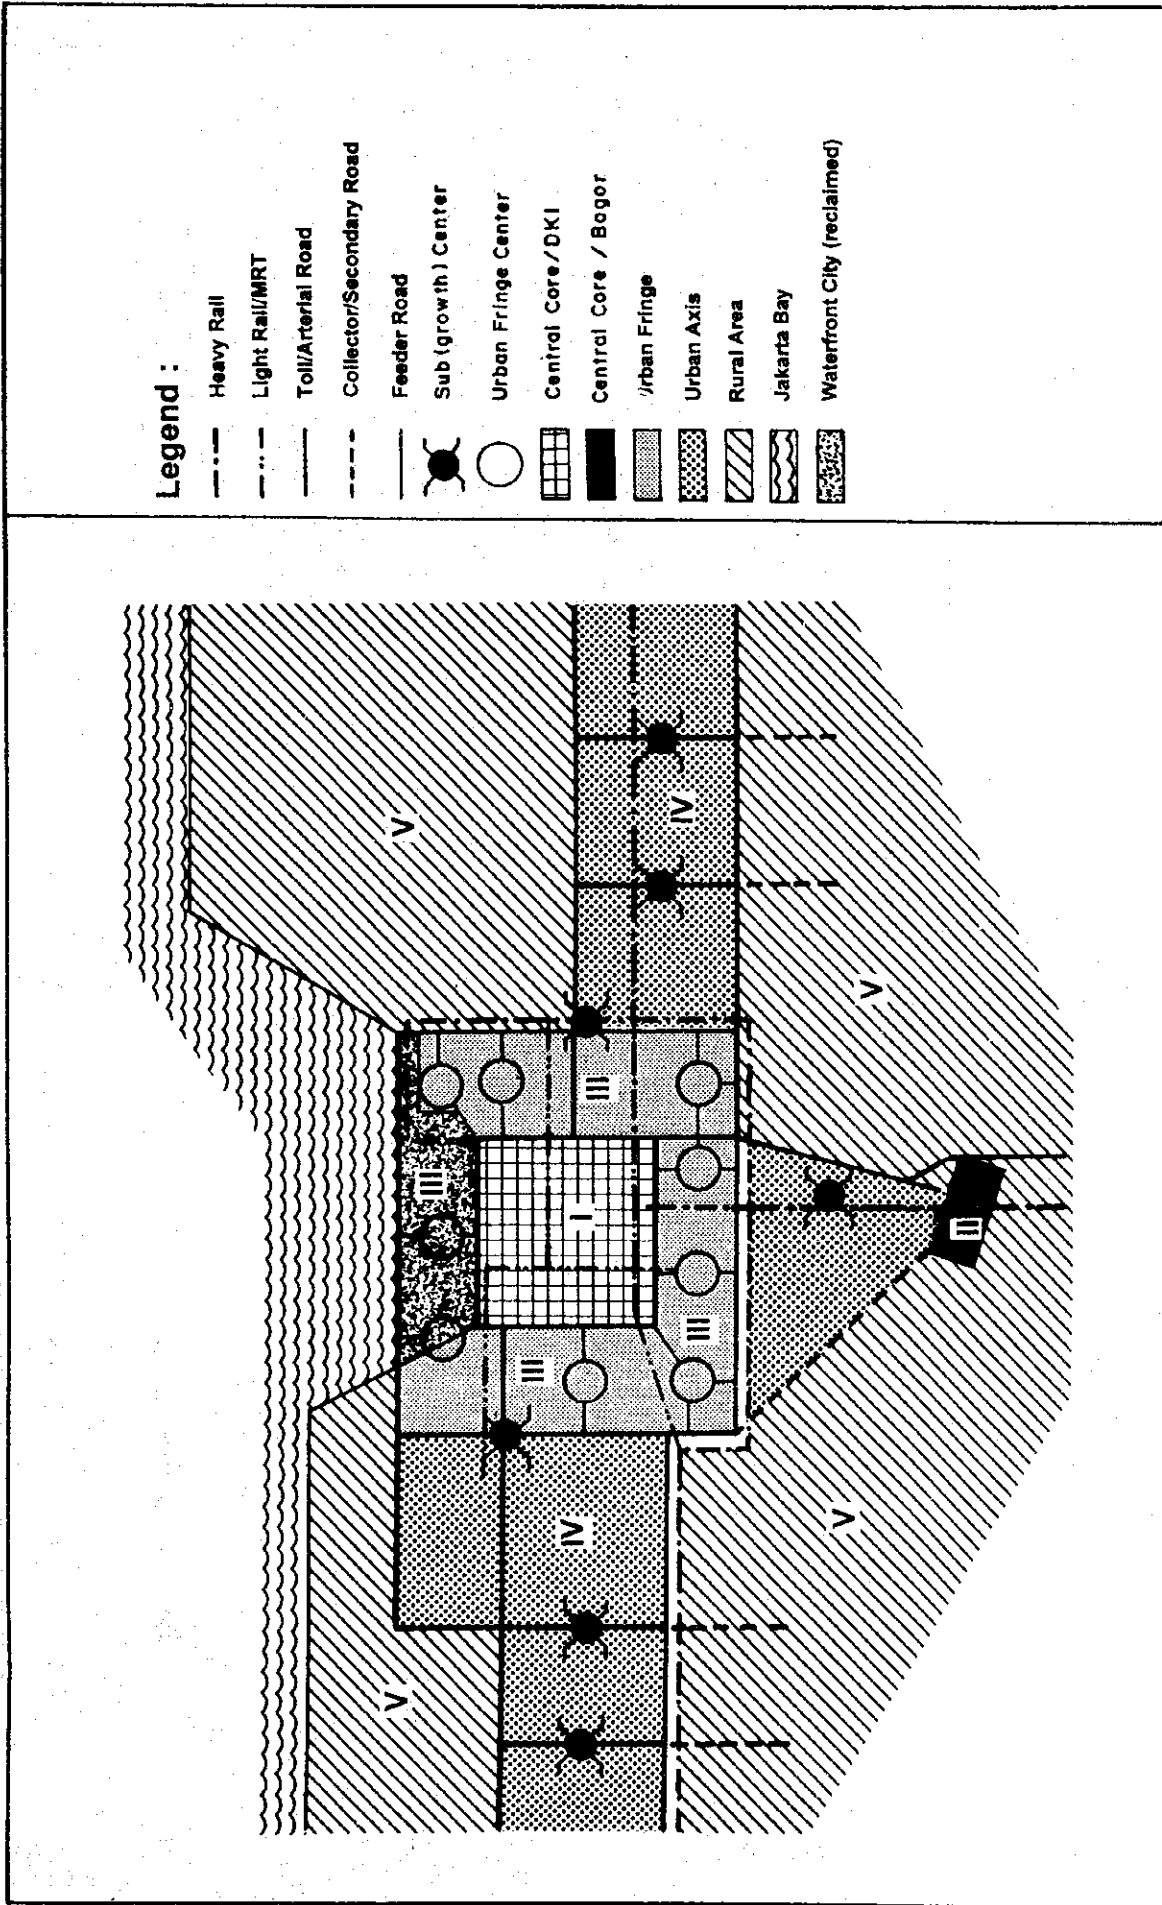 Legend :
Heavy Rail
Light Rail/MRT
Toll/Arterial Road
Collector/Secondary Road
Feeder Road
Sub (growth) Center
Urban Fringe Center
Central Core / DKI
Central Core / Bogor
Urban Fringe
Urban Axis
Rural Area
Jakarta Bay
Waterfront City (reclaimed)
V
V
III
III
III
III
I
IV
IV
II
V
V